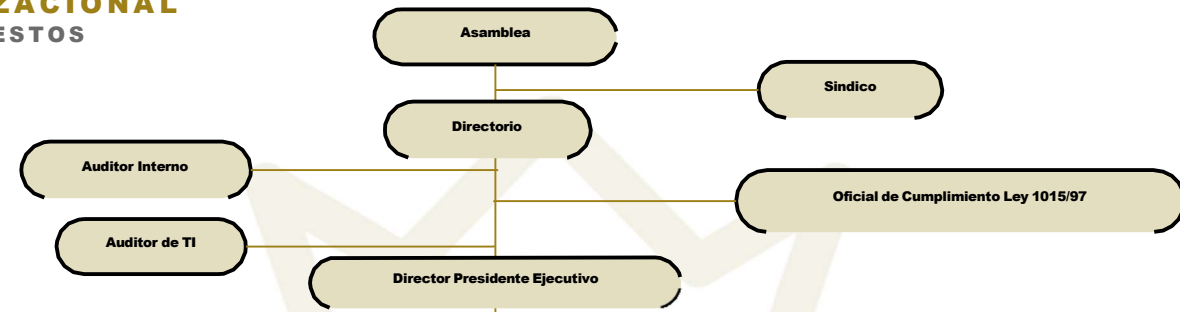 ZACIONAL
ESTOS
Asamblea
Sindico
Directorio
Auditor Interno
Oficial de Cumplimiento Ley 1015/97
Auditor de TI
Director Presidente Ejecutivo